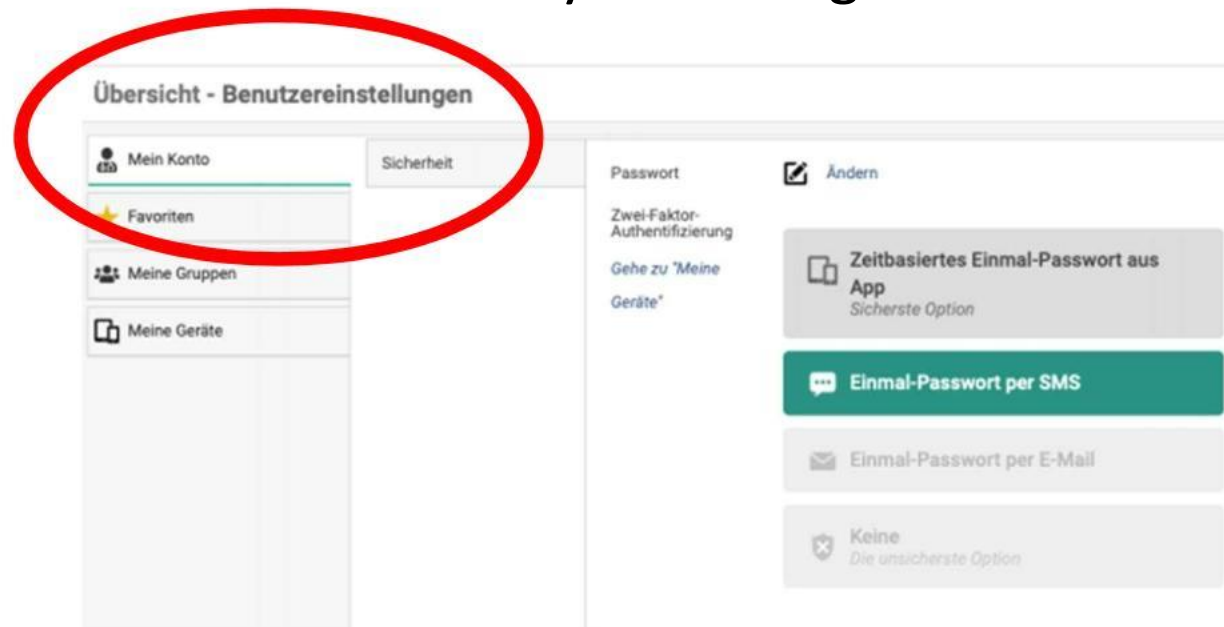 Übersicht - Benutzereinstellungen
Mein Konto
Favoriten
Meine Gruppen
Meine Geräte
Sicherheit
Passwort
Ändern
Zwei-Faktor-
Authentifizierung
Gehe zu "Meine
Geräte"
Zeitbasiertes Einmal-Passwort aus
App
Sicherste Option
Einmal-Passwort per SMS
Einmal-Passwort per E-Mail
Keine
Die unsicherste Option